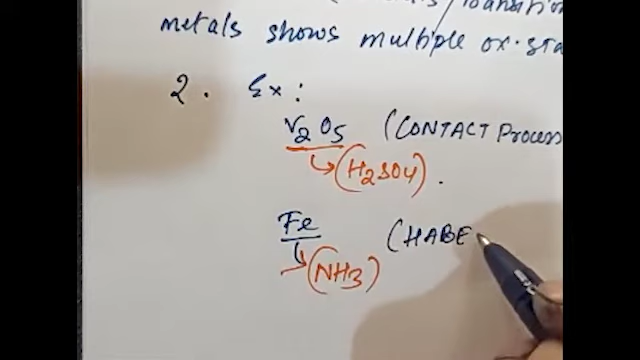 metals shows multiple ox. sta
2. Ex:
V2O5 (CONTACT Process
(H2SO4).
Fe (HABE
(NH3)